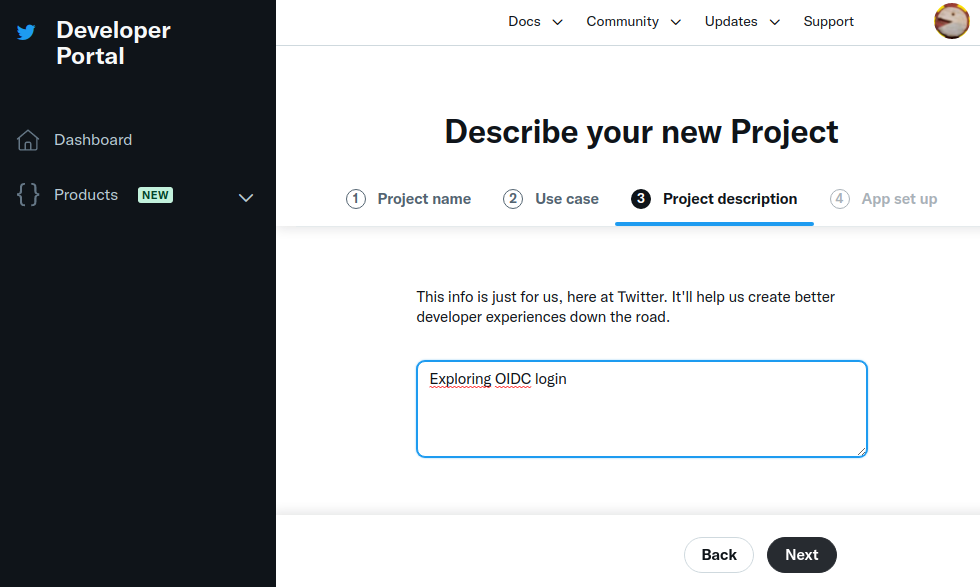 Developer
Portal
Docs
Community
Updates
Support
Dashboard
Products NEW
Describe your new Project
1 Project name
2 Use case
3 Project description
4 App set up
This info is just for us, here at Twitter. It'll help us create better
developer experiences down the road.
Exploring OIDC login
Back
Next